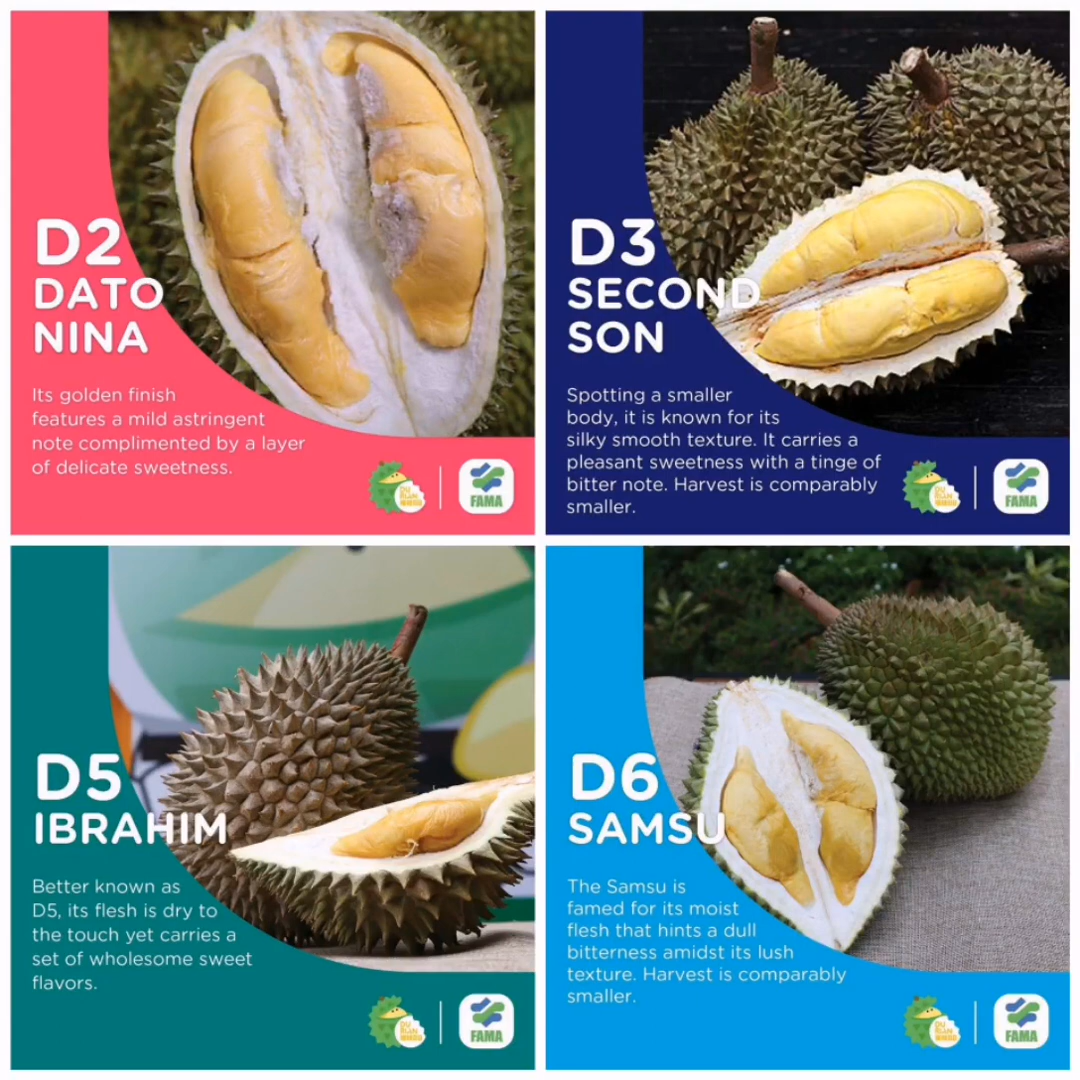 D2
DATO
NINA
Its golden finish
features a mild astringent
note complimented by a layer
of delicate sweetness.
FAMA
D3
SECOND
SON
Spotting a smaller
body, it is known for its
silky smooth texture. It carries a
pleasant sweetness with a tinge of
bitter note. Harvest is comparably
smaller.
FAMA
D5
IBRAHIM
Better known as
D5, its flesh is dry to
the touch yet carries a
set of wholesome sweet
flavors.
FAMA
D6
SAMSU
The Samsu is
famed for its moist
flesh that hints a dull
bitterness amidst its lush
texture. Harvest is comparably
smaller.
FAMA